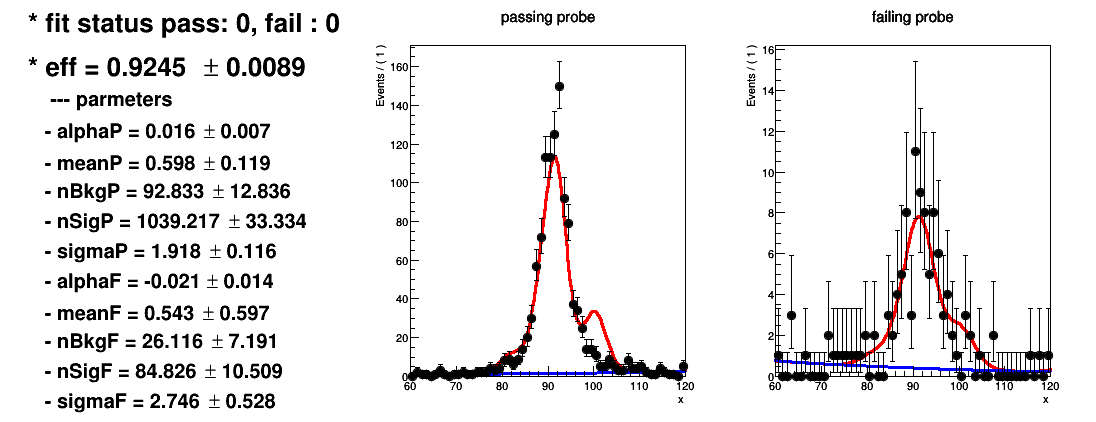 * fit status pass: 0, fail : 0
* eff = 0.9245 ± 0.0089
--- parmeters
- alphaP = 0.016 ± 0.007
- meanP = 0.598 ± 0.119
- nBkgP = 92.833 ± 12.836
- nSigP = 1039.217 ± 33.334
- sigmaP = 1.918 ± 0.116
- alphaF = -0.021 ± 0.014
- meanF = 0.543 ± 0.597
- nBkgF = 26.116 ± 7.191
- nSigF = 84.826 ± 10.509
- sigmaF = 2.746 ± 0.528
passing probe
Events / ( 1 )
160
140
120
100
80
60
40
20
0
60 70 80 90 100 110 120
x
failing probe
Events / ( 1 )
16
14
12
10
8
6
4
2
0
60 70 80 90 100 110 120
x